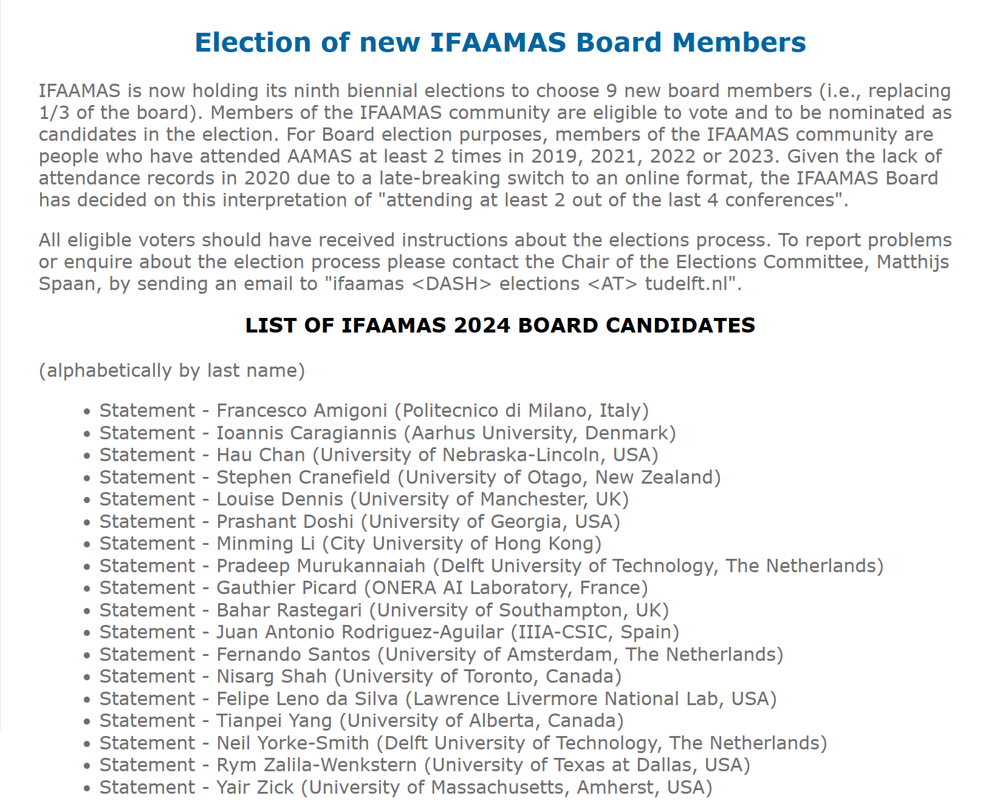 Election of new IFAAMAS Board Members
IFAAMAS is now holding its ninth biennial elections to choose 9 new board members (i.e., replacing
1/3 of the board). Members of the IFAAMAS community are eligible to vote and to be nominated as
candidates in the election. For Board election purposes, members of the IFAAMAS community are
people who have attended AAMAS at least 2 times in 2019, 2021, 2022 or 2023. Given the lack of
attendance records in 2020 due to a late-breaking switch to an online format, the IFAAMAS Board
has decided on this interpretation of "attending at least 2 out of the last 4 conferences".
All eligible voters should have received instructions about the elections process. To report problems
or enquire about the election process please contact the Chair of the Elections Committee, Matthijs
Spaan, by sending an email to "ifaamas <DASH> elections <AT> tudelft.nl".
LIST OF IFAAMAS 2024 BOARD CANDIDATES
(alphabetically by last name)
• Statement - Francesco Amigoni (Politecnico di Milano, Italy)
• Statement - Ioannis Caragiannis (Aarhus University, Denmark)
• Statement - Hau Chan (University of Nebraska-Lincoln, USA)
• Statement - Stephen Cranefield (University of Otago, New Zealand)
• Statement - Louise Dennis (University of Manchester, UK)
• Statement - Prashant Doshi (University of Georgia, USA)
• Statement - Minming Li (City University of Hong Kong)
• Statement - Pradeep Murukannaiah (Delft University of Technology, The Netherlands)
• Statement - Gauthier Picard (ONERA AI Laboratory, France)
• Statement - Bahar Rastegari (University of Southampton, UK)
• Statement - Juan Antonio Rodriguez-Aguilar (IIIA-CSIC, Spain)
• Statement - Fernando Santos (University of Amsterdam, The Netherlands)
• Statement - Nisarg Shah (University of Toronto, Canada)
• Statement - Felipe Leno da Silva (Lawrence Livermore National Lab, USA)
• Statement - Tianpei Yang (University of Alberta, Canada)
• Statement - Neil Yorke-Smith (Delft University of Technology, The Netherlands)
• Statement - Rym Zalila-Wenkstern (University of Texas at Dallas, USA)
• Statement - Yair Zick (University of Massachusetts, Amherst, USA)